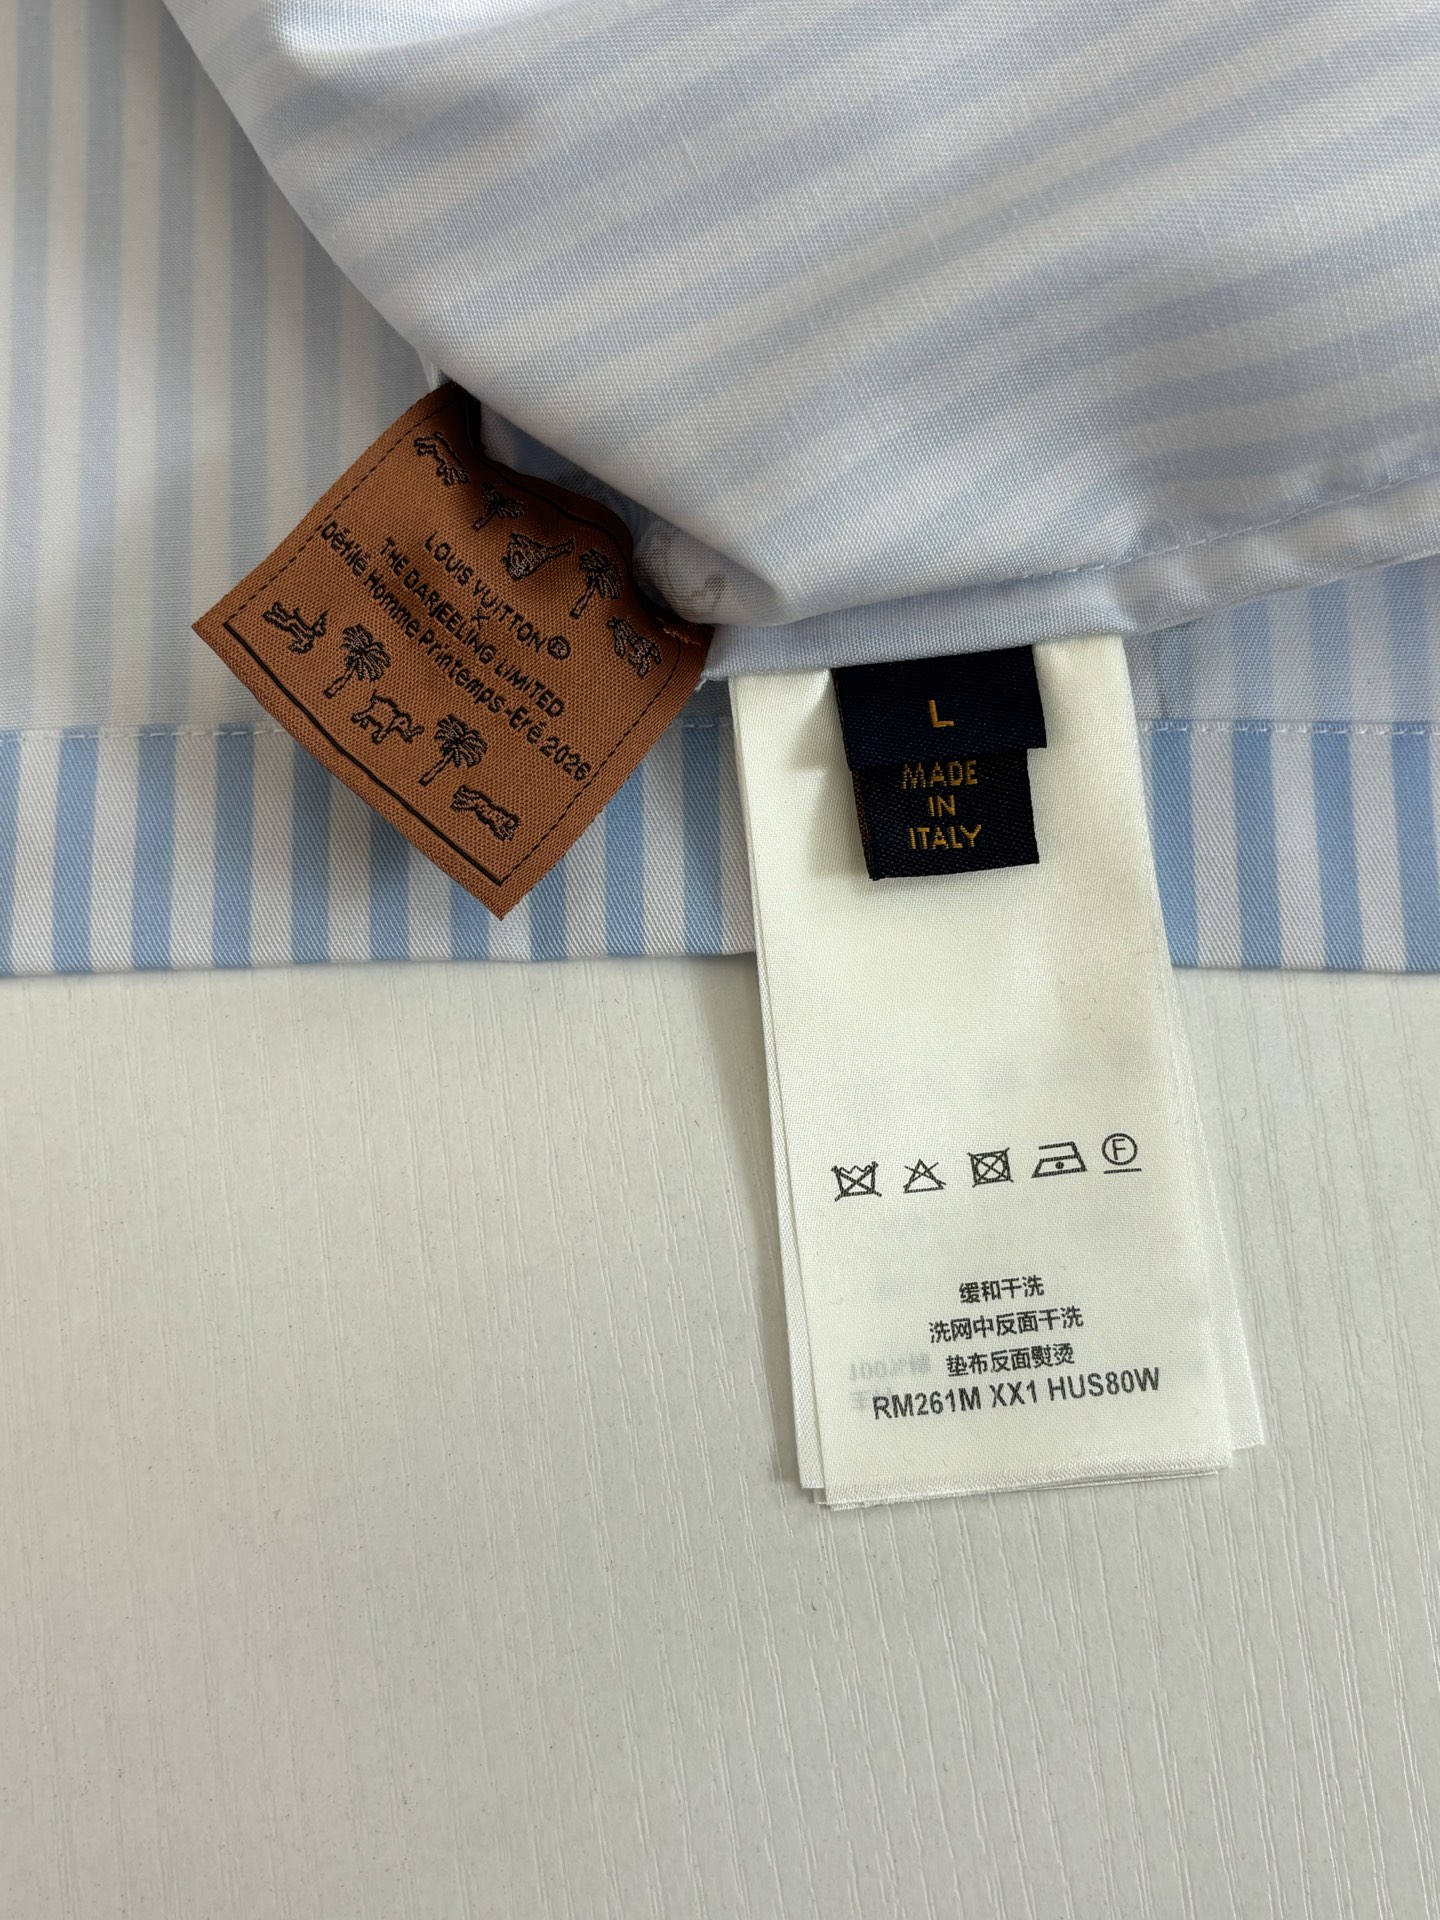 LOUIS VUITTON®
X
THE DARJEELING LIMITED
Défilé Homme Printemps-Été 2026
L
MADE
IN
ITALY
F
缓和干洗
洗网中反面干洗
垫布反面熨烫
RM261M XX1 HUS80W